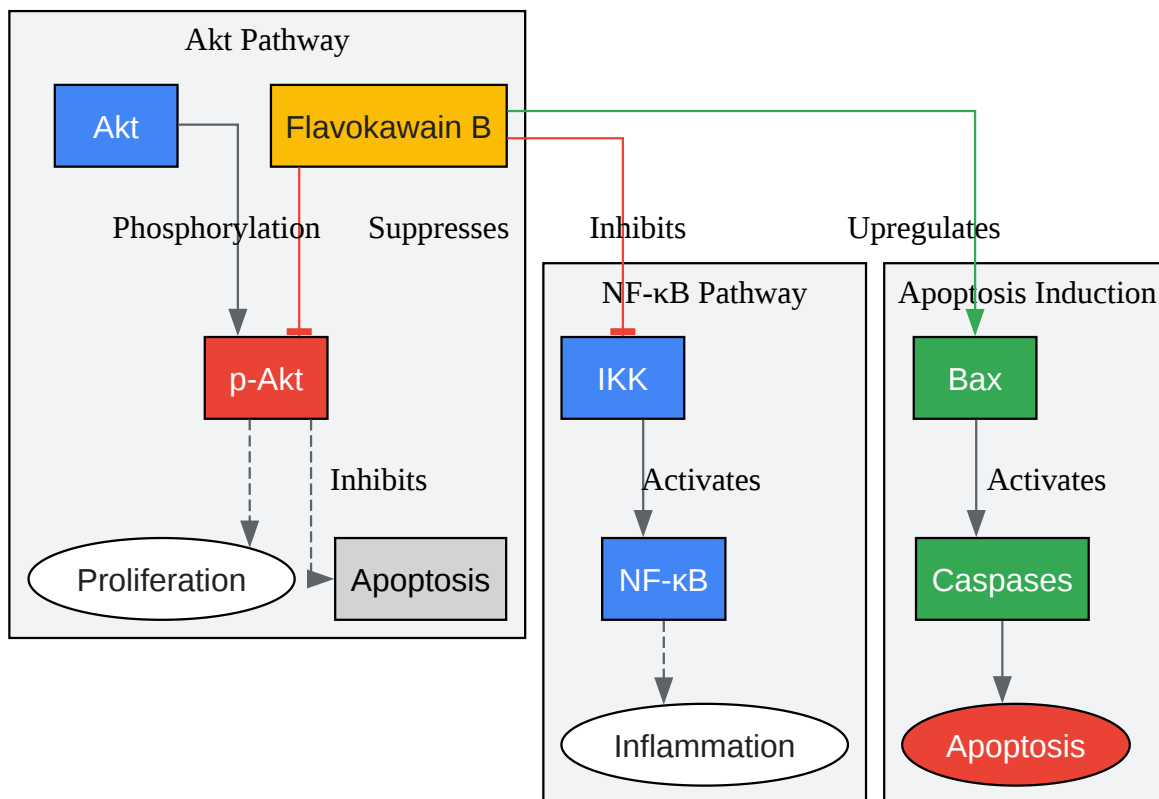 Akt Pathway
Akt
Flavokawain B
Phosphorylation
Suppresses
Inhibits
Upregulates
NF-κB Pathway
Apoptosis Induction
p-Akt
IKK
Bax
Inhibits
Activates
Activates
Proliferation
Apoptosis
NF-κB
Caspases
Inflammation
Apoptosis